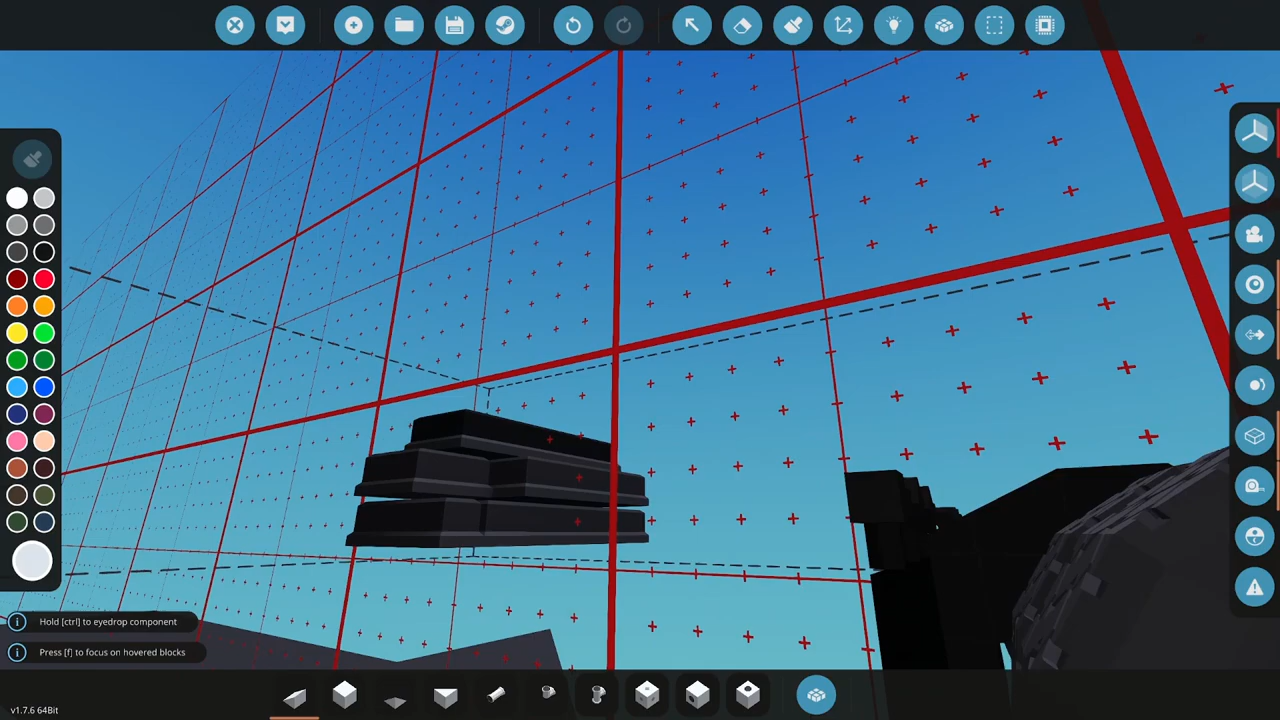 Hold [ctrl] to eyedrop component
Press [f] to focus on hovered blocks
v1.7.6 64Bit